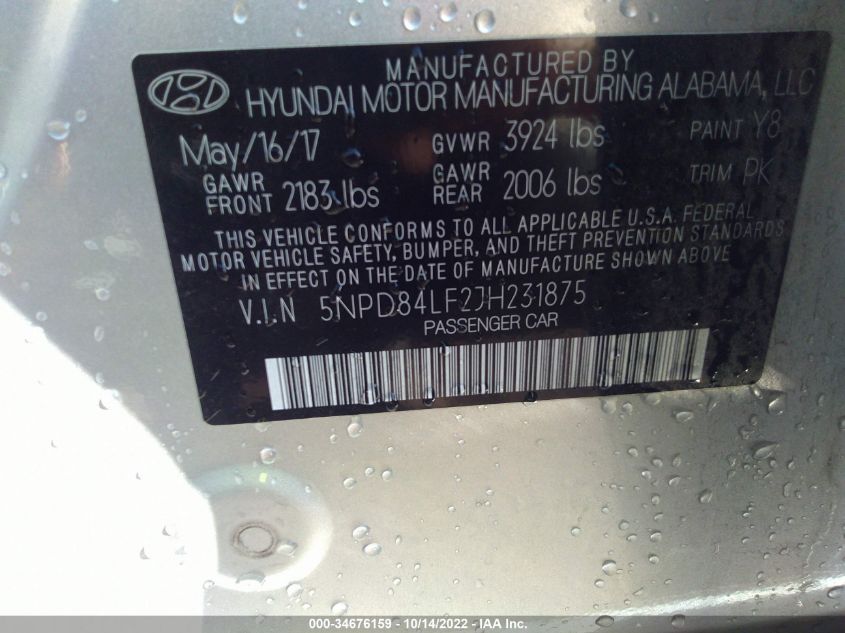 MANUFACTURED BY
HYUNDAI MOTOR MANUFACTURING ALABAMA, LLC
May/16/17 GVWR 3924 lbs PAINT Y8
GAWR FRONT 2183 lbs GAWR REAR 2006 lbs TRIM PK
THIS VEHICLE CONFORMS TO ALL APPLICABLE U.S.A. FEDERAL
MOTOR VEHICLE SAFETY, BUMPER, AND THEFT PREVENTION STANDARDS
IN EFFECT ON THE DATE OF MANUFACTURE SHOWN ABOVE
V.I.N 5NPD84LF2JH231875
PASSENGER CAR
000-34676159 - 10/14/2022 - IAA Inc.